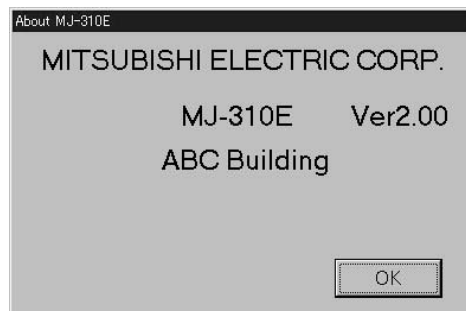 About MJ-310E
MITSUBISHI ELECTRIC CORP.
MJ-310E Ver2.00
ABC Building
OK